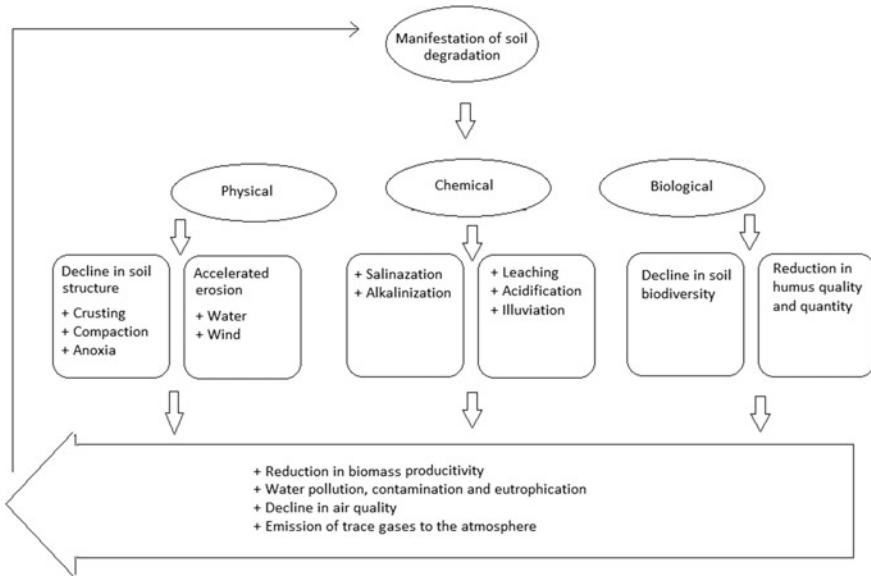 Manifestation of soil
degradation
Physical
Chemical
Biological
Decline in soil
structure
+ Crusting
+ Compaction
+ Anoxia
Accelerated
erosion
+ Water
+ Wind
+ Salinazation
+ Alkalinization
+ Leaching
+ Acidification
+ Illuviation
Decline in soil
biodiversity
Reduction in
humus quality
and quantity
+ Reduction in biomass producitivity
+ Water pollution, contamination and eutrophication
+ Decline in air quality
+ Emission of trace gases to the atmosphere